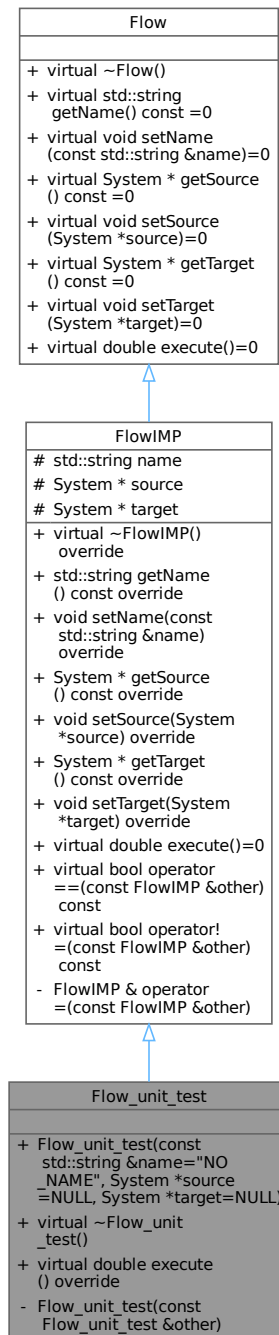 Flow
+ virtual ~Flow()
+ virtual std::string
getName() const =0
+ virtual void setName
(const std::string &name)=0
+ virtual System * getSource
() const =0
+ virtual void setSource
(System *source)=0
+ virtual System * getTarget
() const =0
+ virtual void setTarget
(System *target)=0
+ virtual double execute()=0
FlowIMP
# std::string name
# System * source
# System * target
+ virtual ~FlowIMP()
override
+ std::string getName
() const override
+ void setName(const
std::string &name)
override
+ System * getSource
() const override
+ void setSource(System
*source) override
+ System * getTarget
() const override
+ void setTarget(System
*target) override
+ virtual double execute()=0
+ virtual bool operator
==(const FlowIMP &other)
const
+ virtual bool operator!
=(const FlowIMP &other)
const
- FlowIMP & operator
=(const FlowIMP &other)
Flow_unit_test
+ Flow_unit_test(const
std::string &name="NO
_NAME", System *source
=NULL, System *target=NULL)
+ virtual ~Flow_unit
_test()
+ virtual double execute
() override
- Flow_unit_test(const
Flow_unit_test &other)